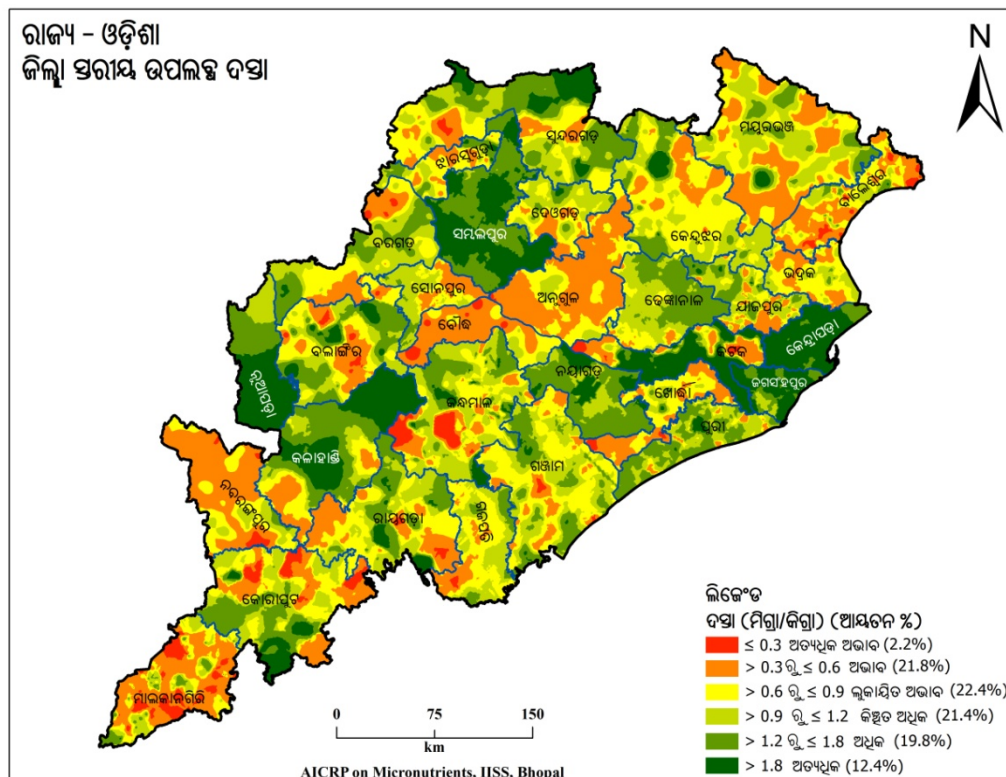 ରାଜ୍ୟ - ଓଡ଼ିଶା
ଜିଲ୍ଲା ସ୍ତରୀୟ ଉପଲବ୍ଧ ଦସ୍ତା
N
ମୟୁରଭଞ୍ଜ
ସୁନ୍ଦରଗଡ଼
ଝାରସୁଗୁଡ଼ା
ବାଲେଶ୍ୱର
ଦେଓଗଡ଼
ସମ୍ବଲପୁର
କେନ୍ଦୁଝର
ବରଗଡ଼
ଭଦ୍ରକ
ସୋନପୁର
ଅନୁଗୁଳ
ଢେଙ୍କାନାଳ
ଯାଜପୁର
ବୌଦ୍ଧ
କେନ୍ଦ୍ରାପଡ଼ା
ବଲାଙ୍ଗିର
କଟକ
ନୟାଗଡ଼
ଜଗତସିଂହପୁର
ନୂଆପଡ଼ା
ଖୋର୍ଦ୍ଧା
କନ୍ଧମାଳ
ପୁରୀ
କଳାହାଣ୍ଡି
ଗଞ୍ଜାମ
ନବରଙ୍ଗପୁର
ରାୟଗଡ଼ା
କୋରାପୁଟ
ମାଲକାନଗିରି
ଲିଜେଂଡ
ଦସ୍ତା (ମିଗ୍ରା/କିଗ୍ରା) (ଆୟତନ %)
≤ 0.3 ଅତ୍ୟଧିକ ଅଭାବ (2.2%)
> 0.3 ରୁ ≤ 0.6 ଅଭାବ (21.8%)
> 0.6 ରୁ ≤ 0.9 ଲୁକାୟିତ ଅଭାବ (22.4%)
> 0.9 ରୁ ≤ 1.2 କିଞ୍ଚିତ ଅଧିକ (21.4%)
> 1.2 ରୁ ≤ 1.8 ଅଧିକ (19.8%)
> 1.8 ଅତ୍ୟଧିକ (12.4%)
0 75 150
km
AICRP on Micronutrients, IISS, Bhopal